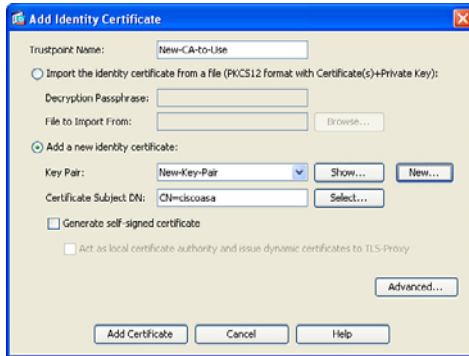 Add Identity Certificate
Trustpoint Name: New-CA-to-Use
Import the identity certificate from a file (PKCS12 format with Certificate(s)+Private Key):
Decryption Passphrase:
File to Import From: Browse...
Add a new identity certificate:
Key Pair: New-Key-Pair Show... New...
Certificate Subject DN: CN=ciscoasa Select...
Generate self-signed certificate
Act as local certificate authority and issue dynamic certificates to TLS-Proxy
Advanced...
Add Certificate Cancel Help